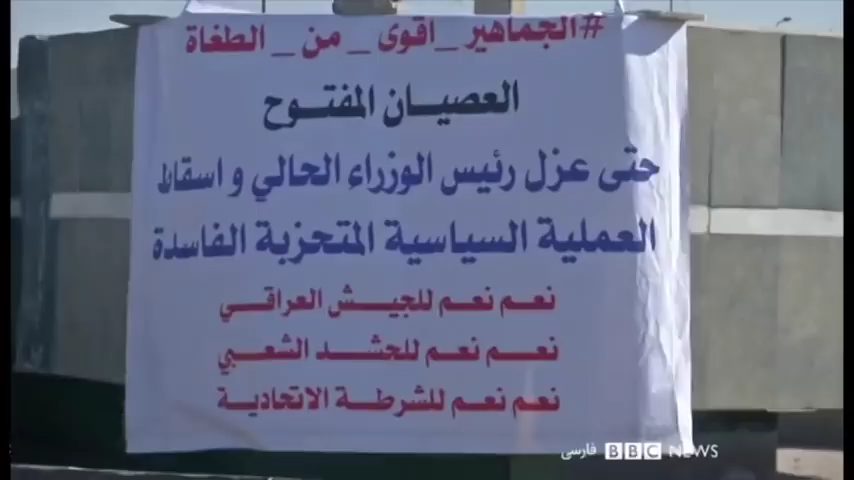 #الجماهير_اقوى_من_الطغاة
العصيان المفتوح
حتى عزل رئيس الوزراء الحالي و اسقاط
العملية السياسية المتحزبة الفاسدة
نعم نعم للجيش العراقي
نعم نعم للحشد الشعبي
نعم نعم للشرطة الاتحادية
BBC NEWS فارسی